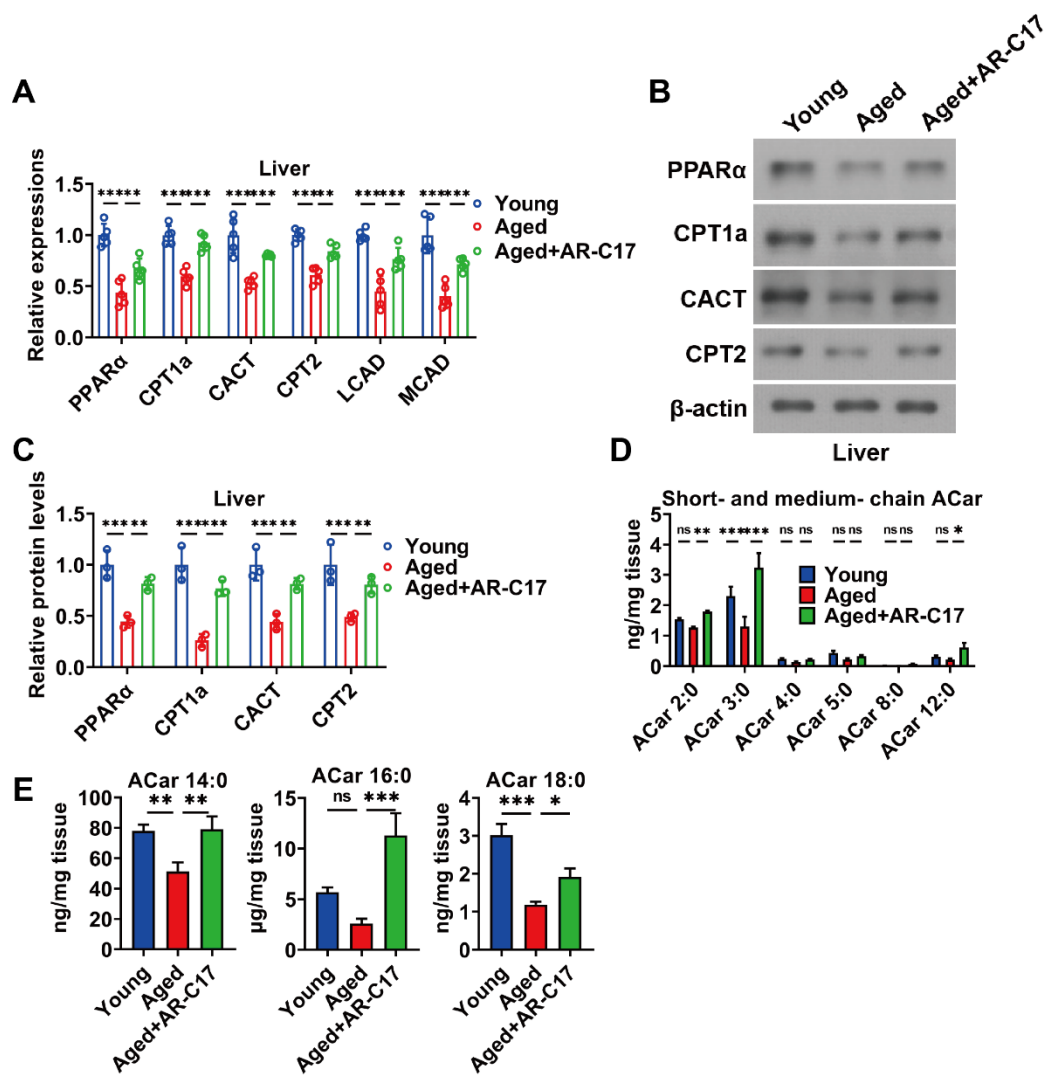 A
Liver
Relative expressions
1.5
1.0
0.5
0.0
*** ** *** *** *** *** *** ** *** *** *** ***
Young
Aged
Aged+AR-C17
PPARα
CPT1a
CACT
CPT2
LCAD
MCAD
B
Young
Aged
Aged+AR-C17
PPARα
CPT1a
CACT
CPT2
β-actin
Liver
C
Liver
Relative protein levels
1.5
1.0
0.5
0.0
*** ** *** *** *** ** *** **
Young
Aged
Aged+AR-C17
PPARα
CPT1a
CACT
CPT2
D
Short- and medium- chain ACar
ng/mg tissue
5
4
3
2
1
0
ns ** *** *** ns ns ns ns ns ns ns *
Young
Aged
Aged+AR-C17
ACar 2:0
ACar 3:0
ACar 4:0
ACar 5:0
ACar 8:0
ACar 12:0
E
ACar 14:0
ng/mg tissue
100
80
60
40
20
0
** **
Young
Aged
Aged+AR-C17
ACar 16:0
µg/mg tissue
15
10
5
0
ns ***
Young
Aged
Aged+AR-C17
ACar 18:0
ng/mg tissue
4
3
2
1
0
*** *
Young
Aged
Aged+AR-C17